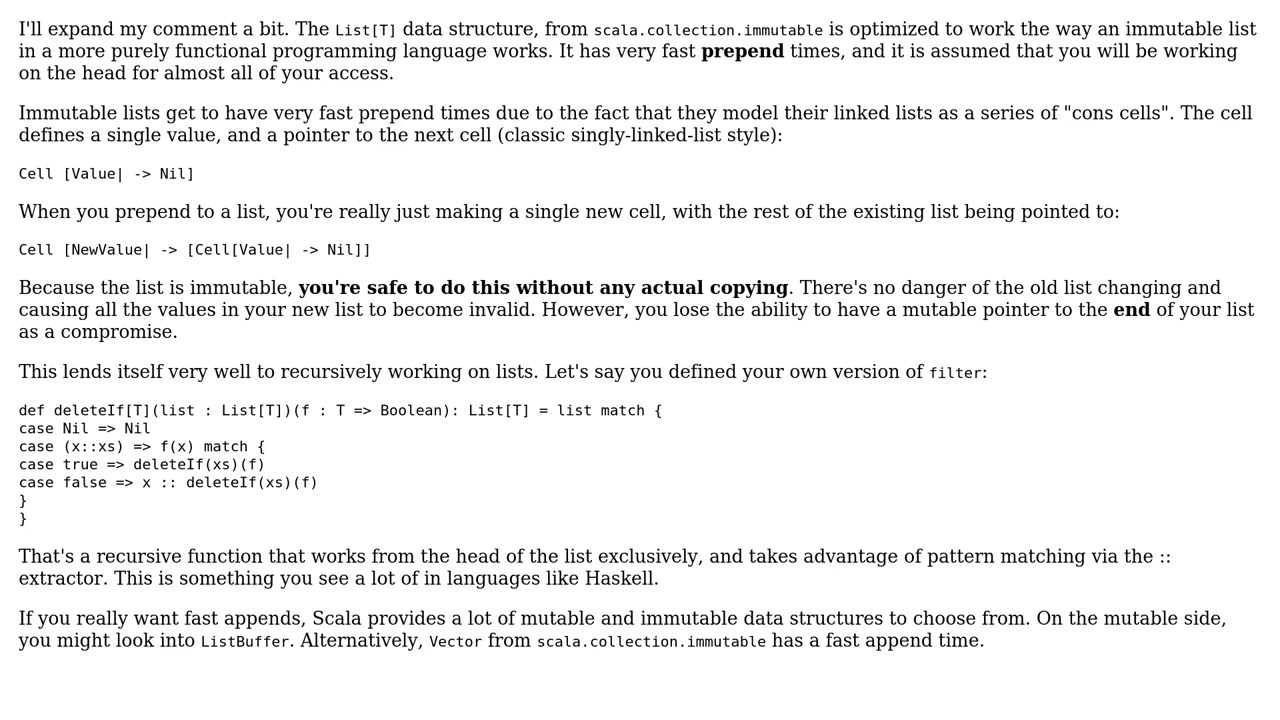 I'll expand my comment a bit. The List[T] data structure, from scala.collection.immutable is optimized to work the way an immutable list
in a more purely functional programming language works. It has very fast prepend times, and it is assumed that you will be working
on the head for almost all of your access.
Immutable lists get to have very fast prepend times due to the fact that they model their linked lists as a series of "cons cells". The cell
defines a single value, and a pointer to the next cell (classic singly-linked-list style):
Cell [Value| -> Nil]
When you prepend to a list, you're really just making a single new cell, with the rest of the existing list being pointed to:
Cell [NewValue| -> [Cell[Value| -> Nil]]
Because the list is immutable, you're safe to do this without any actual copying. There's no danger of the old list changing and
causing all the values in your new list to become invalid. However, you lose the ability to have a mutable pointer to the end of your list
as a compromise.
This lends itself very well to recursively working on lists. Let's say you defined your own version of filter:
def deleteIf[T](list : List[T])(f : T => Boolean): List[T] = list match {
case Nil => Nil
case (x::xs) => f(x) match {
case true => deleteIf(xs)(f)
case false => x :: deleteIf(xs)(f)
}
}
That's a recursive function that works from the head of the list exclusively, and takes advantage of pattern matching via the ::
extractor. This is something you see a lot of in languages like Haskell.
If you really want fast appends, Scala provides a lot of mutable and immutable data structures to choose from. On the mutable side,
you might look into ListBuffer. Alternatively, Vector from scala.collection.immutable has a fast append time.